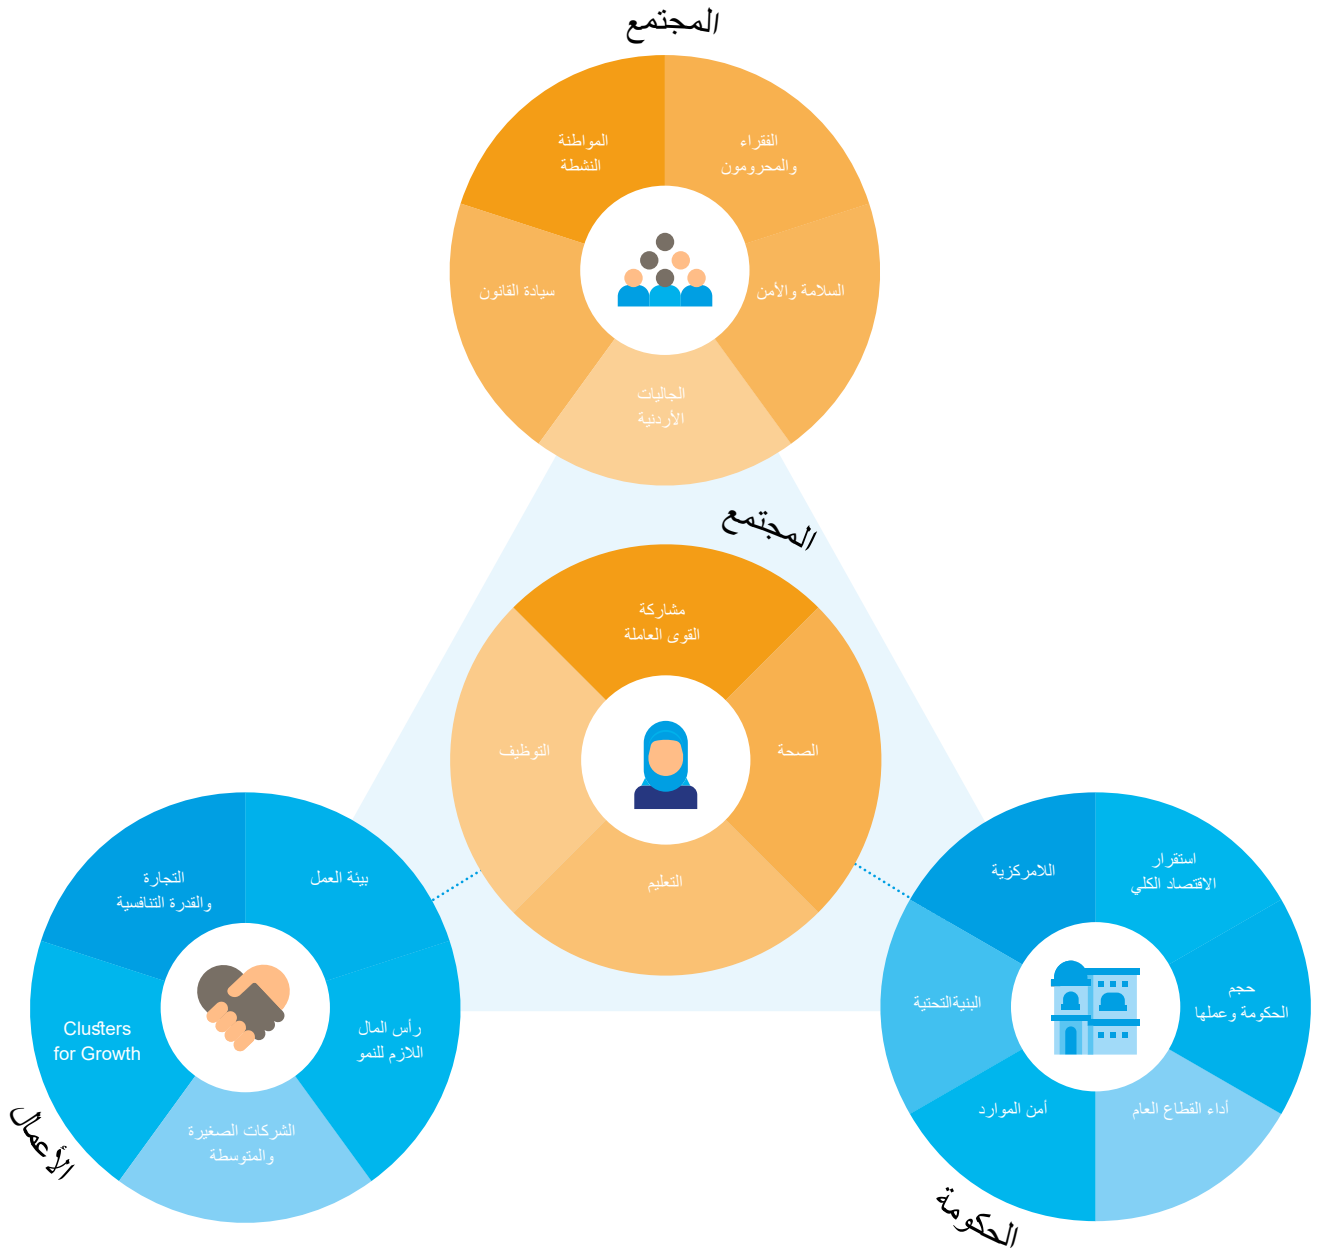 المجتمع
المواطنة
النشطة
الفقراء
والمحرومون
سيادة القانون
السلامة والأمن
الجاليات
الأردنية
المجتمع
مشاركة
القوى العاملة
التوظيف
الصحة
التعليم
التجارة
والقدرة التنافسية
بيئة العمل
Clusters
for Growth
رأس المال
اللازم للنمو
الشركات الصغيرة
والمتوسطة
الأعمال
اللامركزية
استقرار
الاقتصاد الكلي
البنيةالتحتية
حجم
الحكومة وعملها
أمن الموارد
أداء القطاع العام
الحكومة